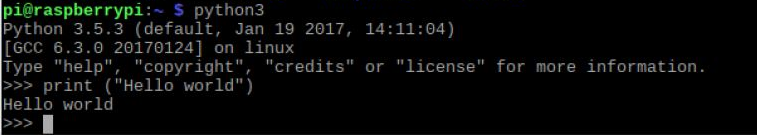 pi@raspberrypi:~ $ python3
Python 3.5.3 (default, Jan 19 2017, 14:11:04)
[GCC 6.3.0 20170124] on linux
Type "help", "copyright", "credits" or "license" for more information.
>>> print ("Hello world")
Hello world
>>>